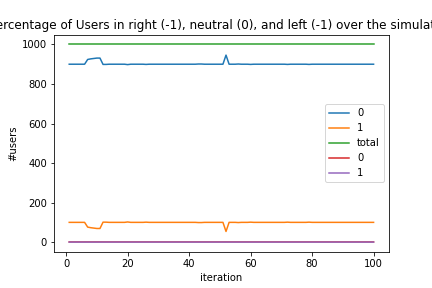 ercentage of Users in right (-1), neutral (0), and left (-1) over the simulat
1000
800
600
400
200
0
#users
0
1
total
0
1
0 20 40 60 80 100
iteration